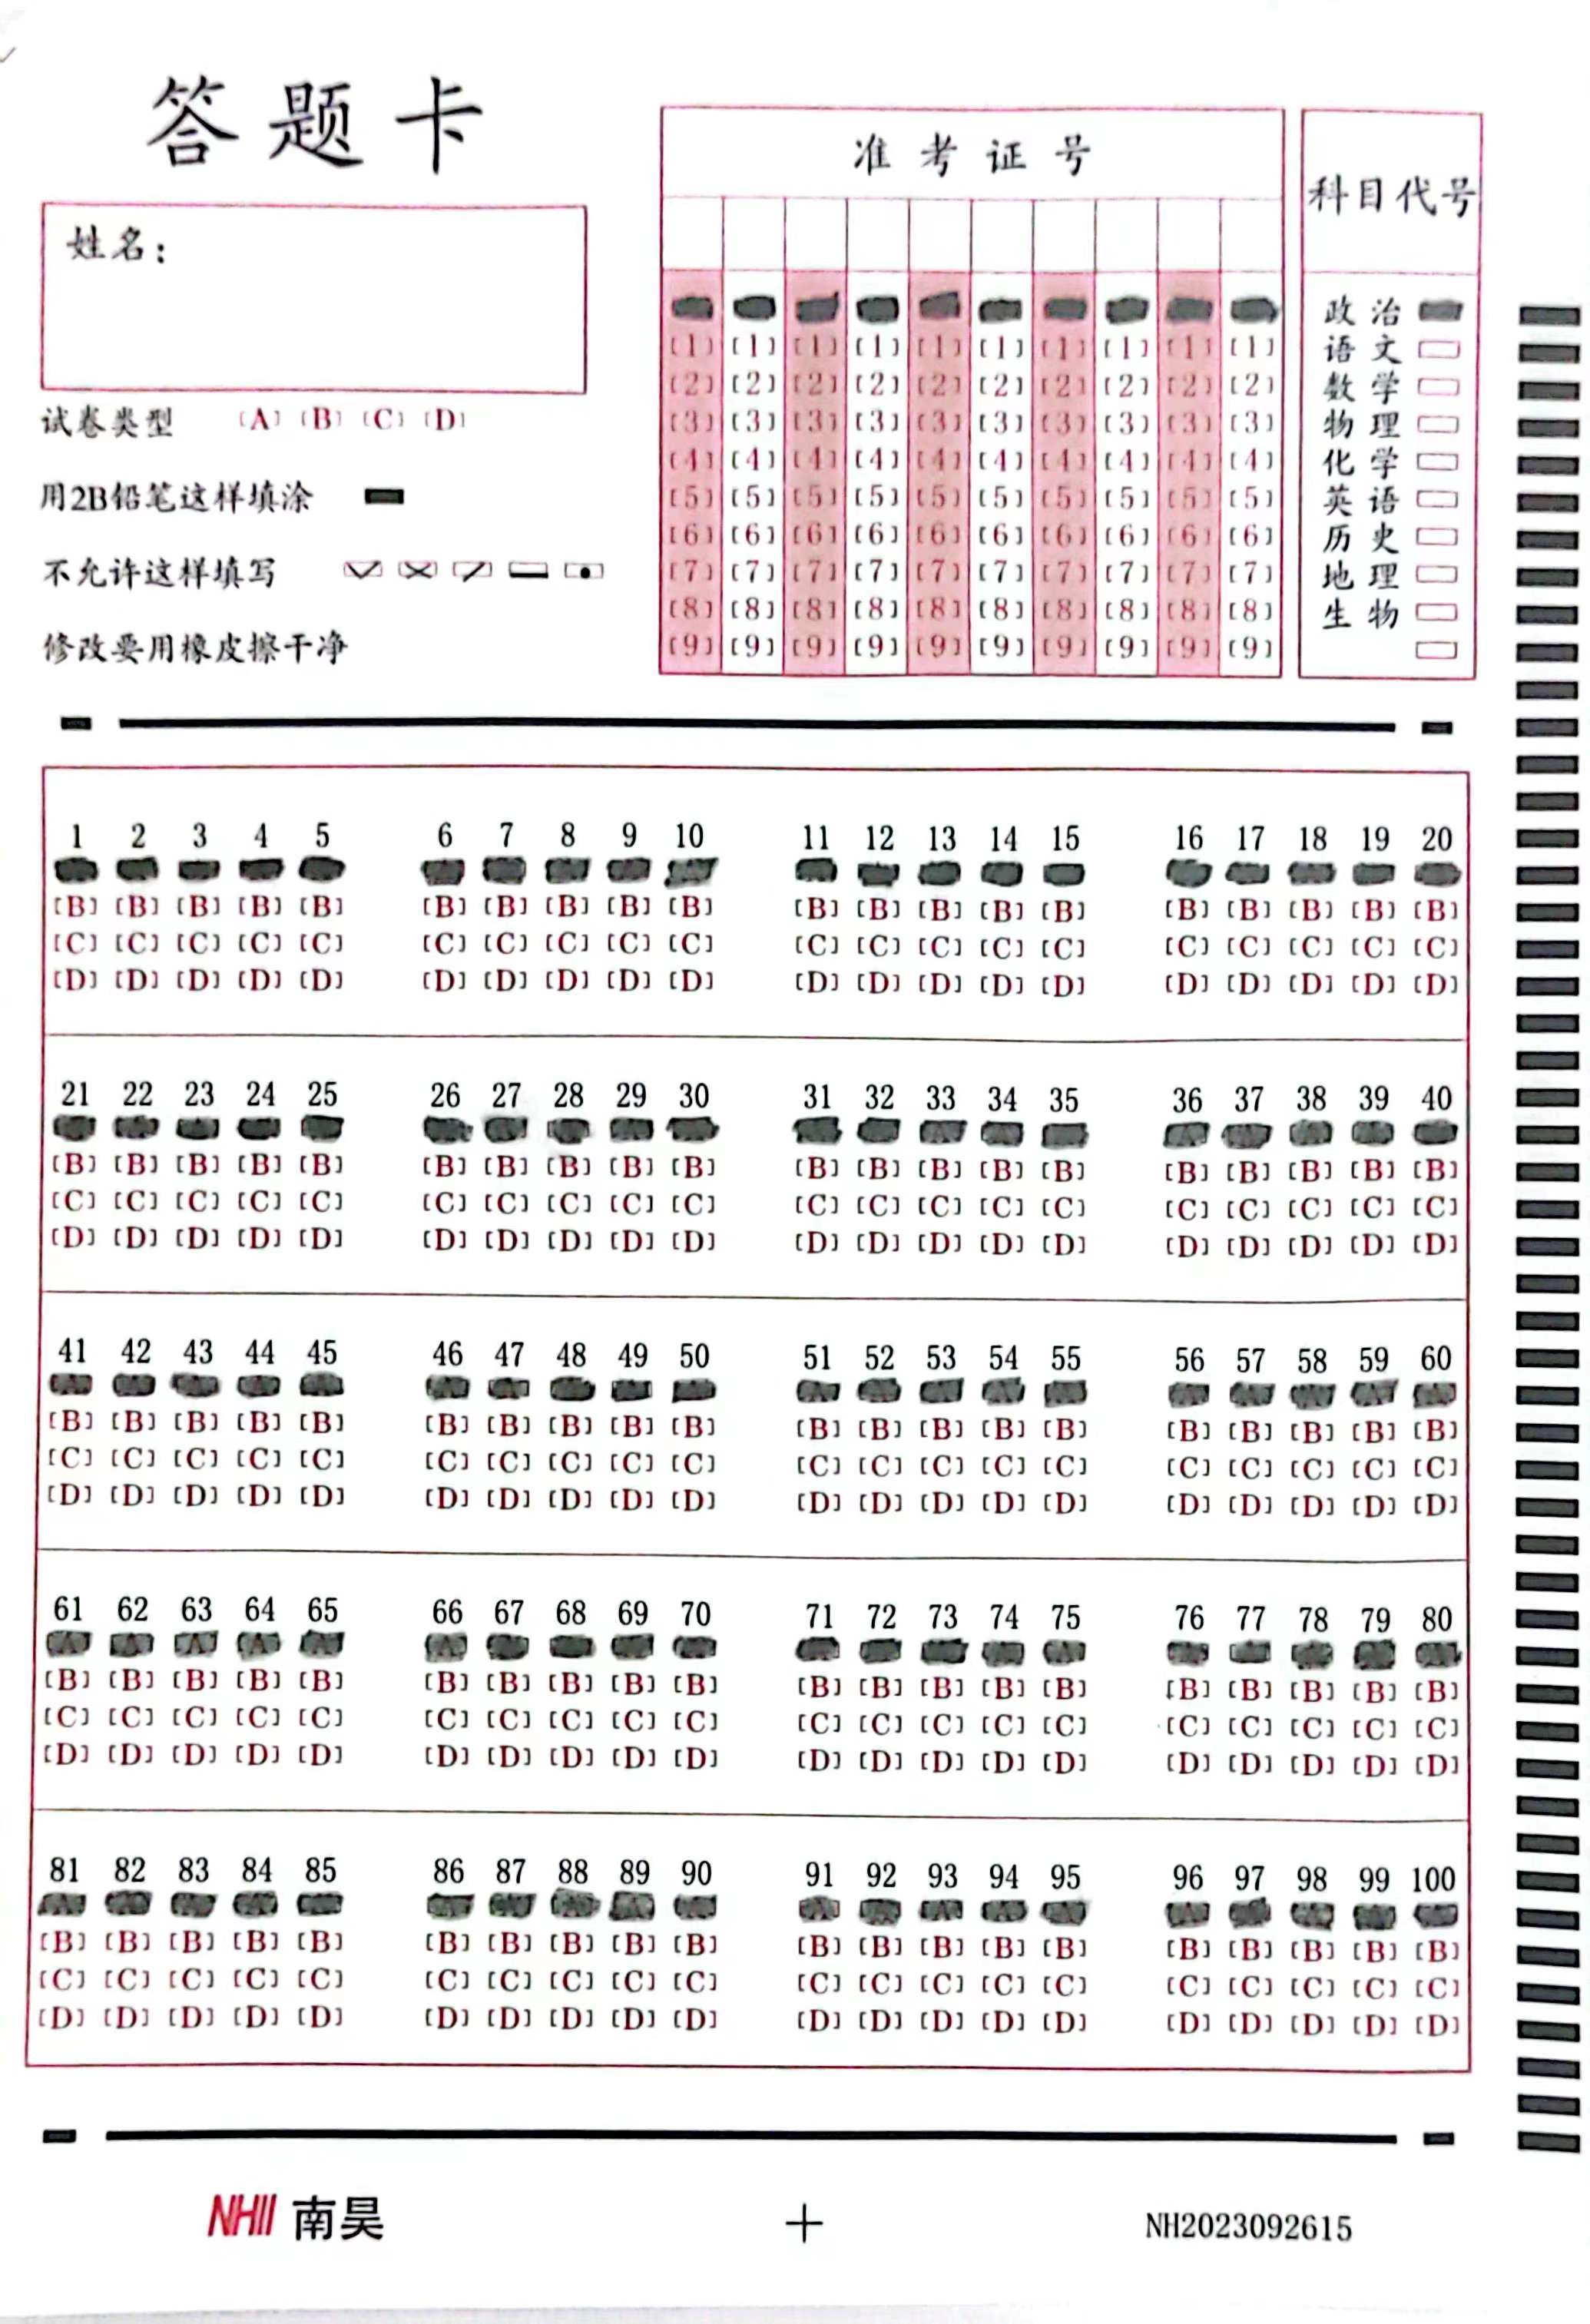 答题卡
姓名：
试卷类型 [A] [B] [C] [D]
用2B铅笔这样填涂
不允许这样填写
修改要用橡皮擦干净
准考证号
[1] [1] [1] [1] [1] [1] [1] [1] [1] [1]
[2] [2] [2] [2] [2] [2] [2] [2] [2] [2]
[3] [3] [3] [3] [3] [3] [3] [3] [3] [3]
[4] [4] [4] [4] [4] [4] [4] [4] [4] [4]
[5] [5] [5] [5] [5] [5] [5] [5] [5] [5]
[6] [6] [6] [6] [6] [6] [6] [6] [6] [6]
[7] [7] [7] [7] [7] [7] [7] [7] [7] [7]
[8] [8] [8] [8] [8] [8] [8] [8] [8] [8]
[9] [9] [9] [9] [9] [9] [9] [9] [9] [9]
科目代号
政治
语文
数学
物理
化学
英语
历史
地理
生物
1 2 3 4 5 6 7 8 9 10 11 12 13 14 15 16 17 18 19 20
[B] [B] [B] [B] [B] [B] [B] [B] [B] [B] [B] [B] [B] [B] [B] [B] [B] [B] [B] [B]
[C] [C] [C] [C] [C] [C] [C] [C] [C] [C] [C] [C] [C] [C] [C] [C] [C] [C] [C] [C]
[D] [D] [D] [D] [D] [D] [D] [D] [D] [D] [D] [D] [D] [D] [D] [D] [D] [D] [D] [D]
21 22 23 24 25 26 27 28 29 30 31 32 33 34 35 36 37 38 39 40
[B] [B] [B] [B] [B] [B] [B] [B] [B] [B] [B] [B] [B] [B] [B] [B] [B] [B] [B] [B]
[C] [C] [C] [C] [C] [C] [C] [C] [C] [C] [C] [C] [C] [C] [C] [C] [C] [C] [C] [C]
[D] [D] [D] [D] [D] [D] [D] [D] [D] [D] [D] [D] [D] [D] [D] [D] [D] [D] [D] [D]
41 42 43 44 45 46 47 48 49 50 51 52 53 54 55 56 57 58 59 60
[B] [B] [B] [B] [B] [B] [B] [B] [B] [B] [B] [B] [B] [B] [B] [B] [B] [B] [B] [B]
[C] [C] [C] [C] [C] [C] [C] [C] [C] [C] [C] [C] [C] [C] [C] [C] [C] [C] [C] [C]
[D] [D] [D] [D] [D] [D] [D] [D] [D] [D] [D] [D] [D] [D] [D] [D] [D] [D] [D] [D]
61 62 63 64 65 66 67 68 69 70 71 72 73 74 75 76 77 78 79 80
[B] [B] [B] [B] [B] [B] [B] [B] [B] [B] [B] [B] [B] [B] [B] [B] [B] [B] [B] [B]
[C] [C] [C] [C] [C] [C] [C] [C] [C] [C] [C] [C] [C] [C] [C] [C] [C] [C] [C] [C]
[D] [D] [D] [D] [D] [D] [D] [D] [D] [D] [D] [D] [D] [D] [D] [D] [D] [D] [D] [D]
81 82 83 84 85 86 87 88 89 90 91 92 93 94 95 96 97 98 99 100
[B] [B] [B] [B] [B] [B] [B] [B] [B] [B] [B] [B] [B] [B] [B] [B] [B] [B] [B] [B]
[C] [C] [C] [C] [C] [C] [C] [C] [C] [C] [C] [C] [C] [C] [C] [C] [C] [C] [C] [C]
[D] [D] [D] [D] [D] [D] [D] [D] [D] [D] [D] [D] [D] [D] [D] [D] [D] [D] [D] [D]
南昊
NH2023092615